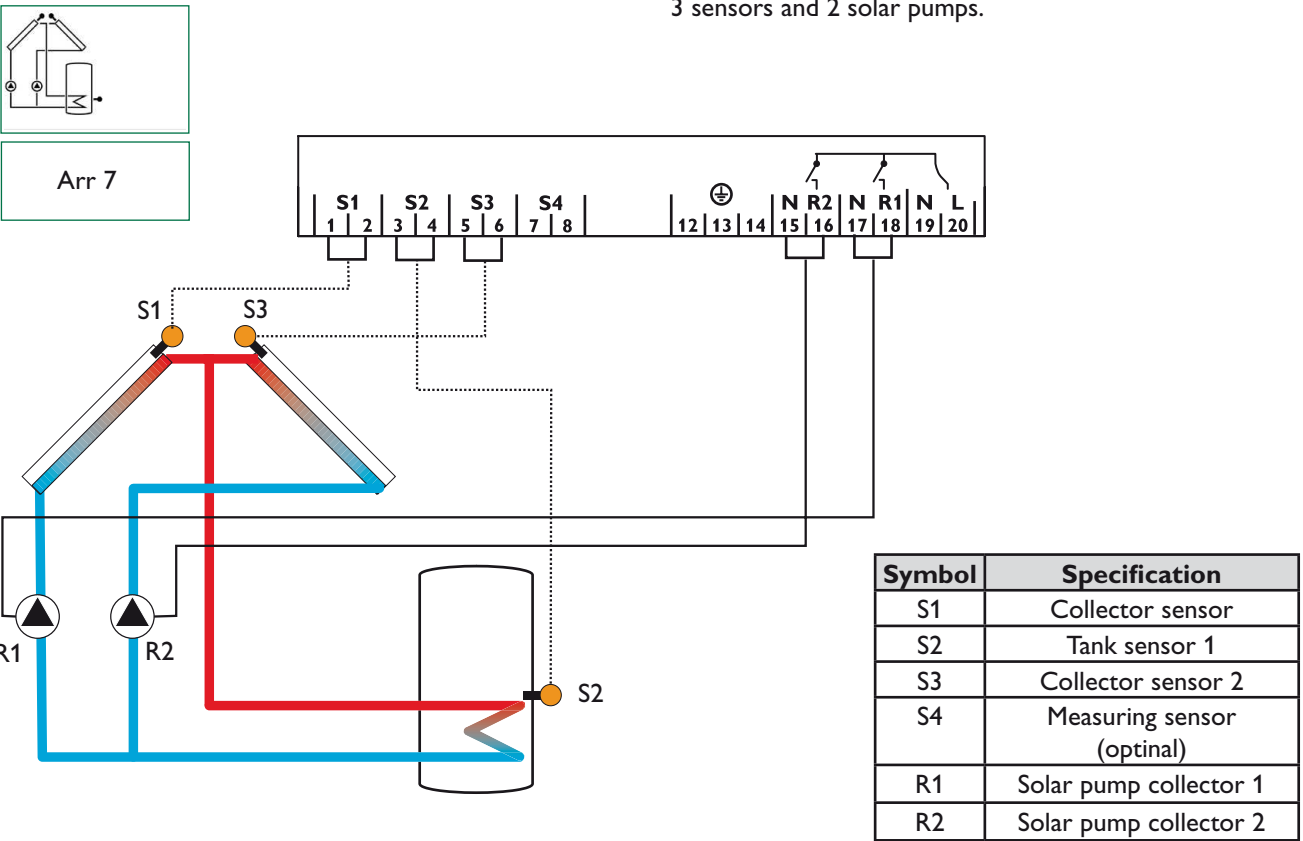 3 sensors and 2 solar pumps.
Arr 7
S1 S2 S3 S4 N R2 N R1 N L
1 2 3 4 5 6 7 8 12 13 14 15 16 17 18 19 20
S1 S3
R1 R2
S2
Symbol Specification
S1 Collector sensor
S2 Tank sensor 1
S3 Collector sensor 2
S4 Measuring sensor
(optinal)
R1 Solar pump collector 1
R2 Solar pump collector 2